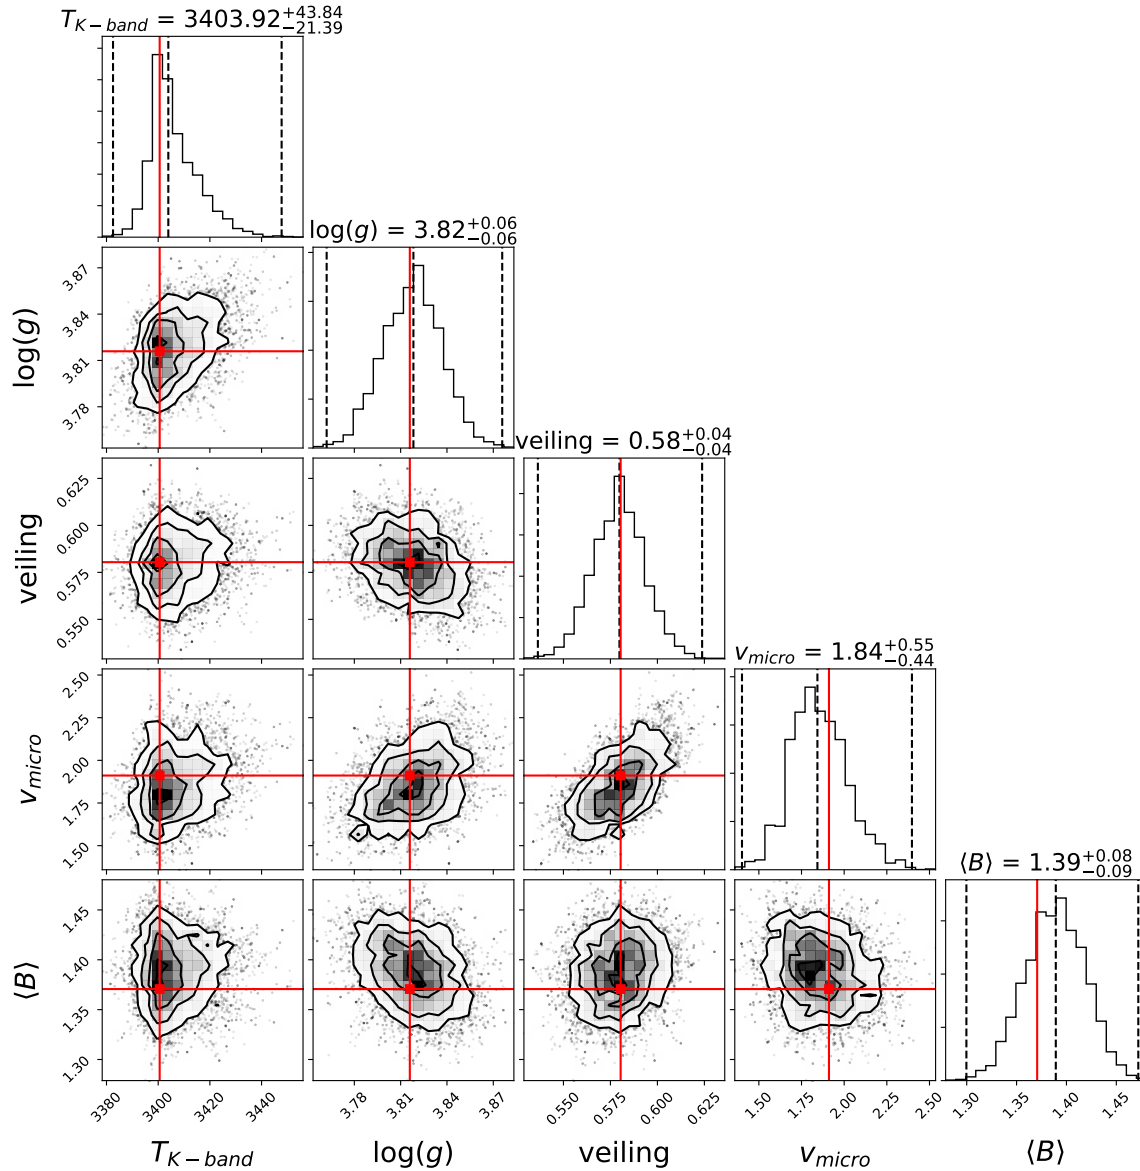 T_{K-band} = 3403.92^{+43.84}_{-21.39}
log(g) = 3.82^{+0.06}_{-0.06}
3.87
3.84
3.81
3.78
log(g)
veiling = 0.58^{+0.04}_{-0.04}
0.625
0.600
0.575
0.550
veiling
v_{micro} = 1.84^{+0.55}_{-0.44}
2.50
2.25
2.00
1.75
1.50
v_{micro}
⟨B⟩ = 1.39^{+0.08}_{-0.09}
1.45
1.40
1.35
1.30
⟨B⟩
3380 3400 3420 3440 3.78 3.81 3.84 3.87 0.550 0.575 0.600 0.625 1.50 1.75 2.00 2.25 2.50 1.30 1.35 1.40 1.45
T_{K-band} log(g) veiling v_{micro} ⟨B⟩